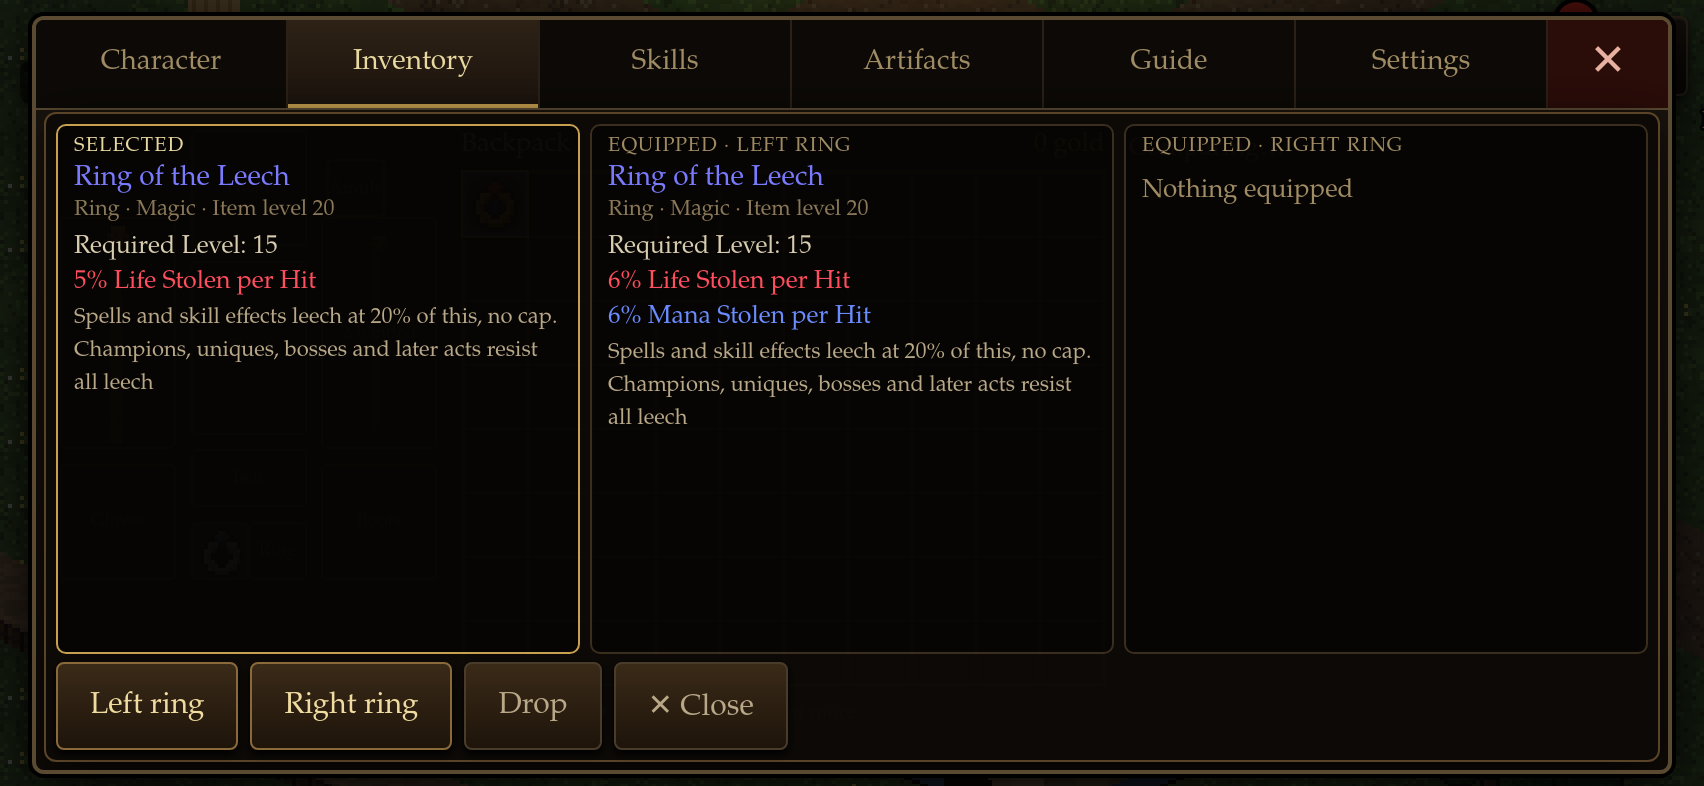 Character
Inventory
Skills
Artifacts
Guide
Settings
✕
SELECTED
Ring of the Leech
Ring · Magic · Item level 20
Required Level: 15
5% Life Stolen per Hit
Spells and skill effects leech at 20% of this, no cap.
Champions, uniques, bosses and later acts resist
all leech
Backpack
0 gold
EQUIPPED · LEFT RING
Ring of the Leech
Ring · Magic · Item level 20
Required Level: 15
6% Life Stolen per Hit
6% Mana Stolen per Hit
Spells and skill effects leech at 20% of this, no cap.
Champions, uniques, bosses and later acts resist
all leech
EQUIPPED · RIGHT RING
Nothing equipped
Left ring
Right ring
Drop
✕ Close